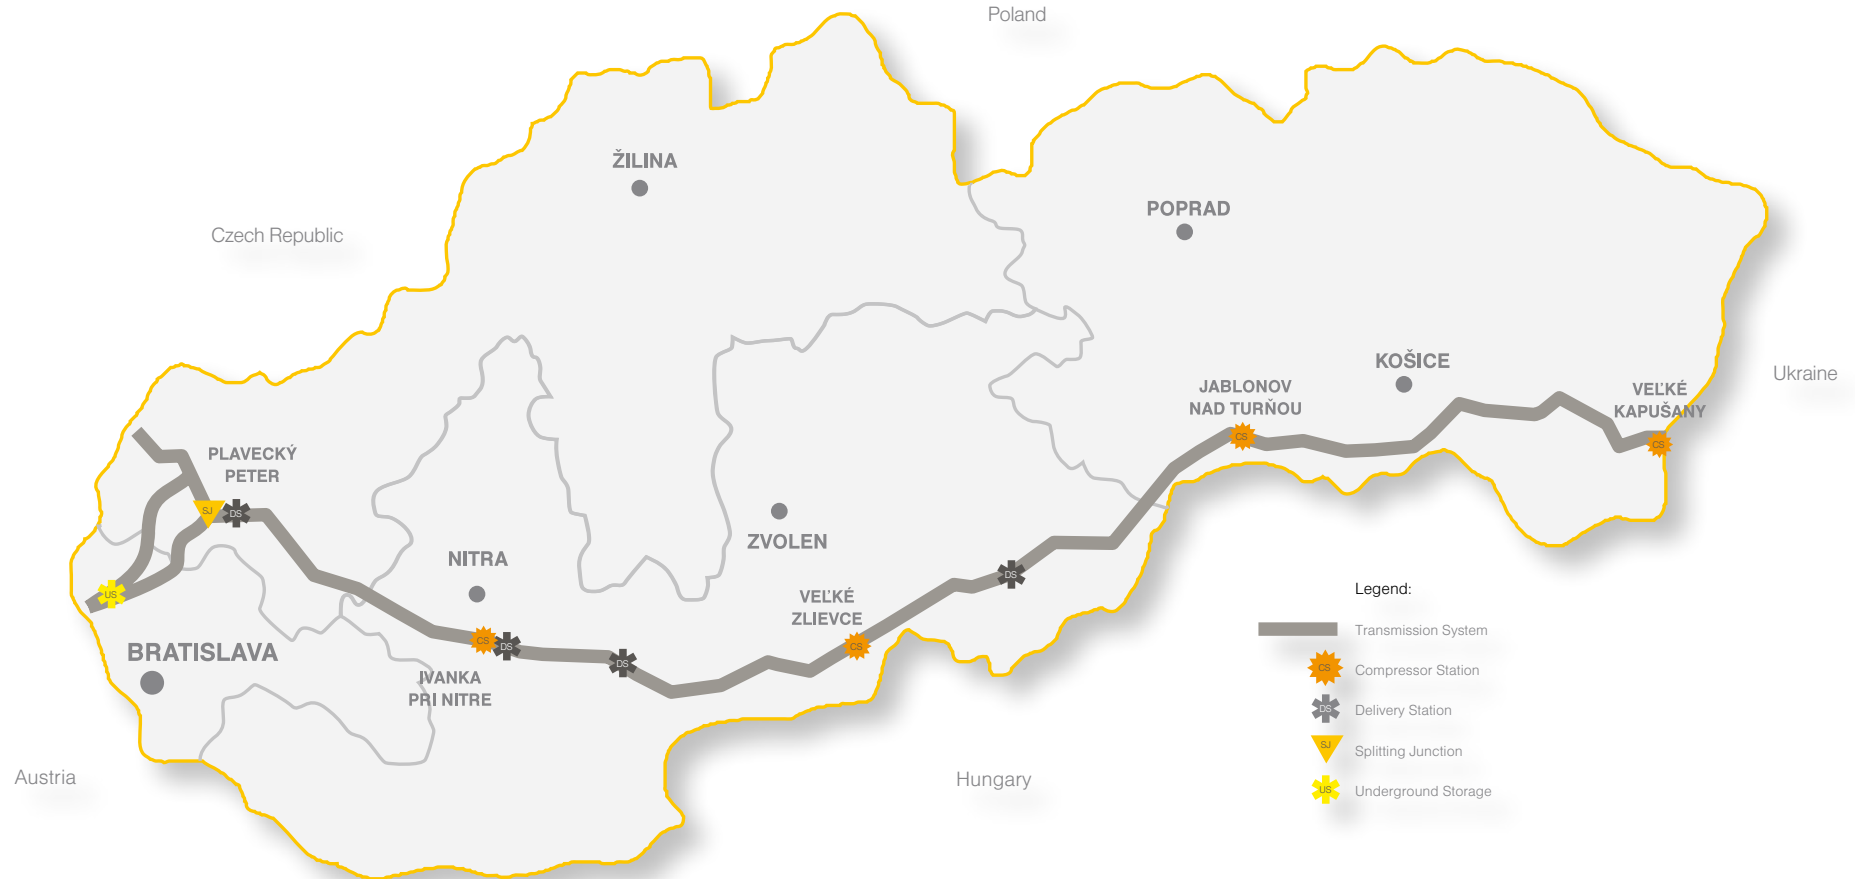 Poland
ŽILINA
POPRAD
Czech Republic
KOŠICE
Ukraine
JABLONOV
NAD TURŇOU
VEĽKÉ
KAPUŠANY
CS
CS
PLAVECKÝ
PETER
SJ
DS
ZVOLEN
NITRA
US
DS
VEĽKÉ
ZLIEVCE
CS
DS
CS
DS
BRATISLAVA
IVANKA
PRI NITRE
Austria
Hungary
Legend:
Transmission System
CS
Compressor Station
DS
Delivery Station
SJ
Splitting Junction
US
Underground Storage